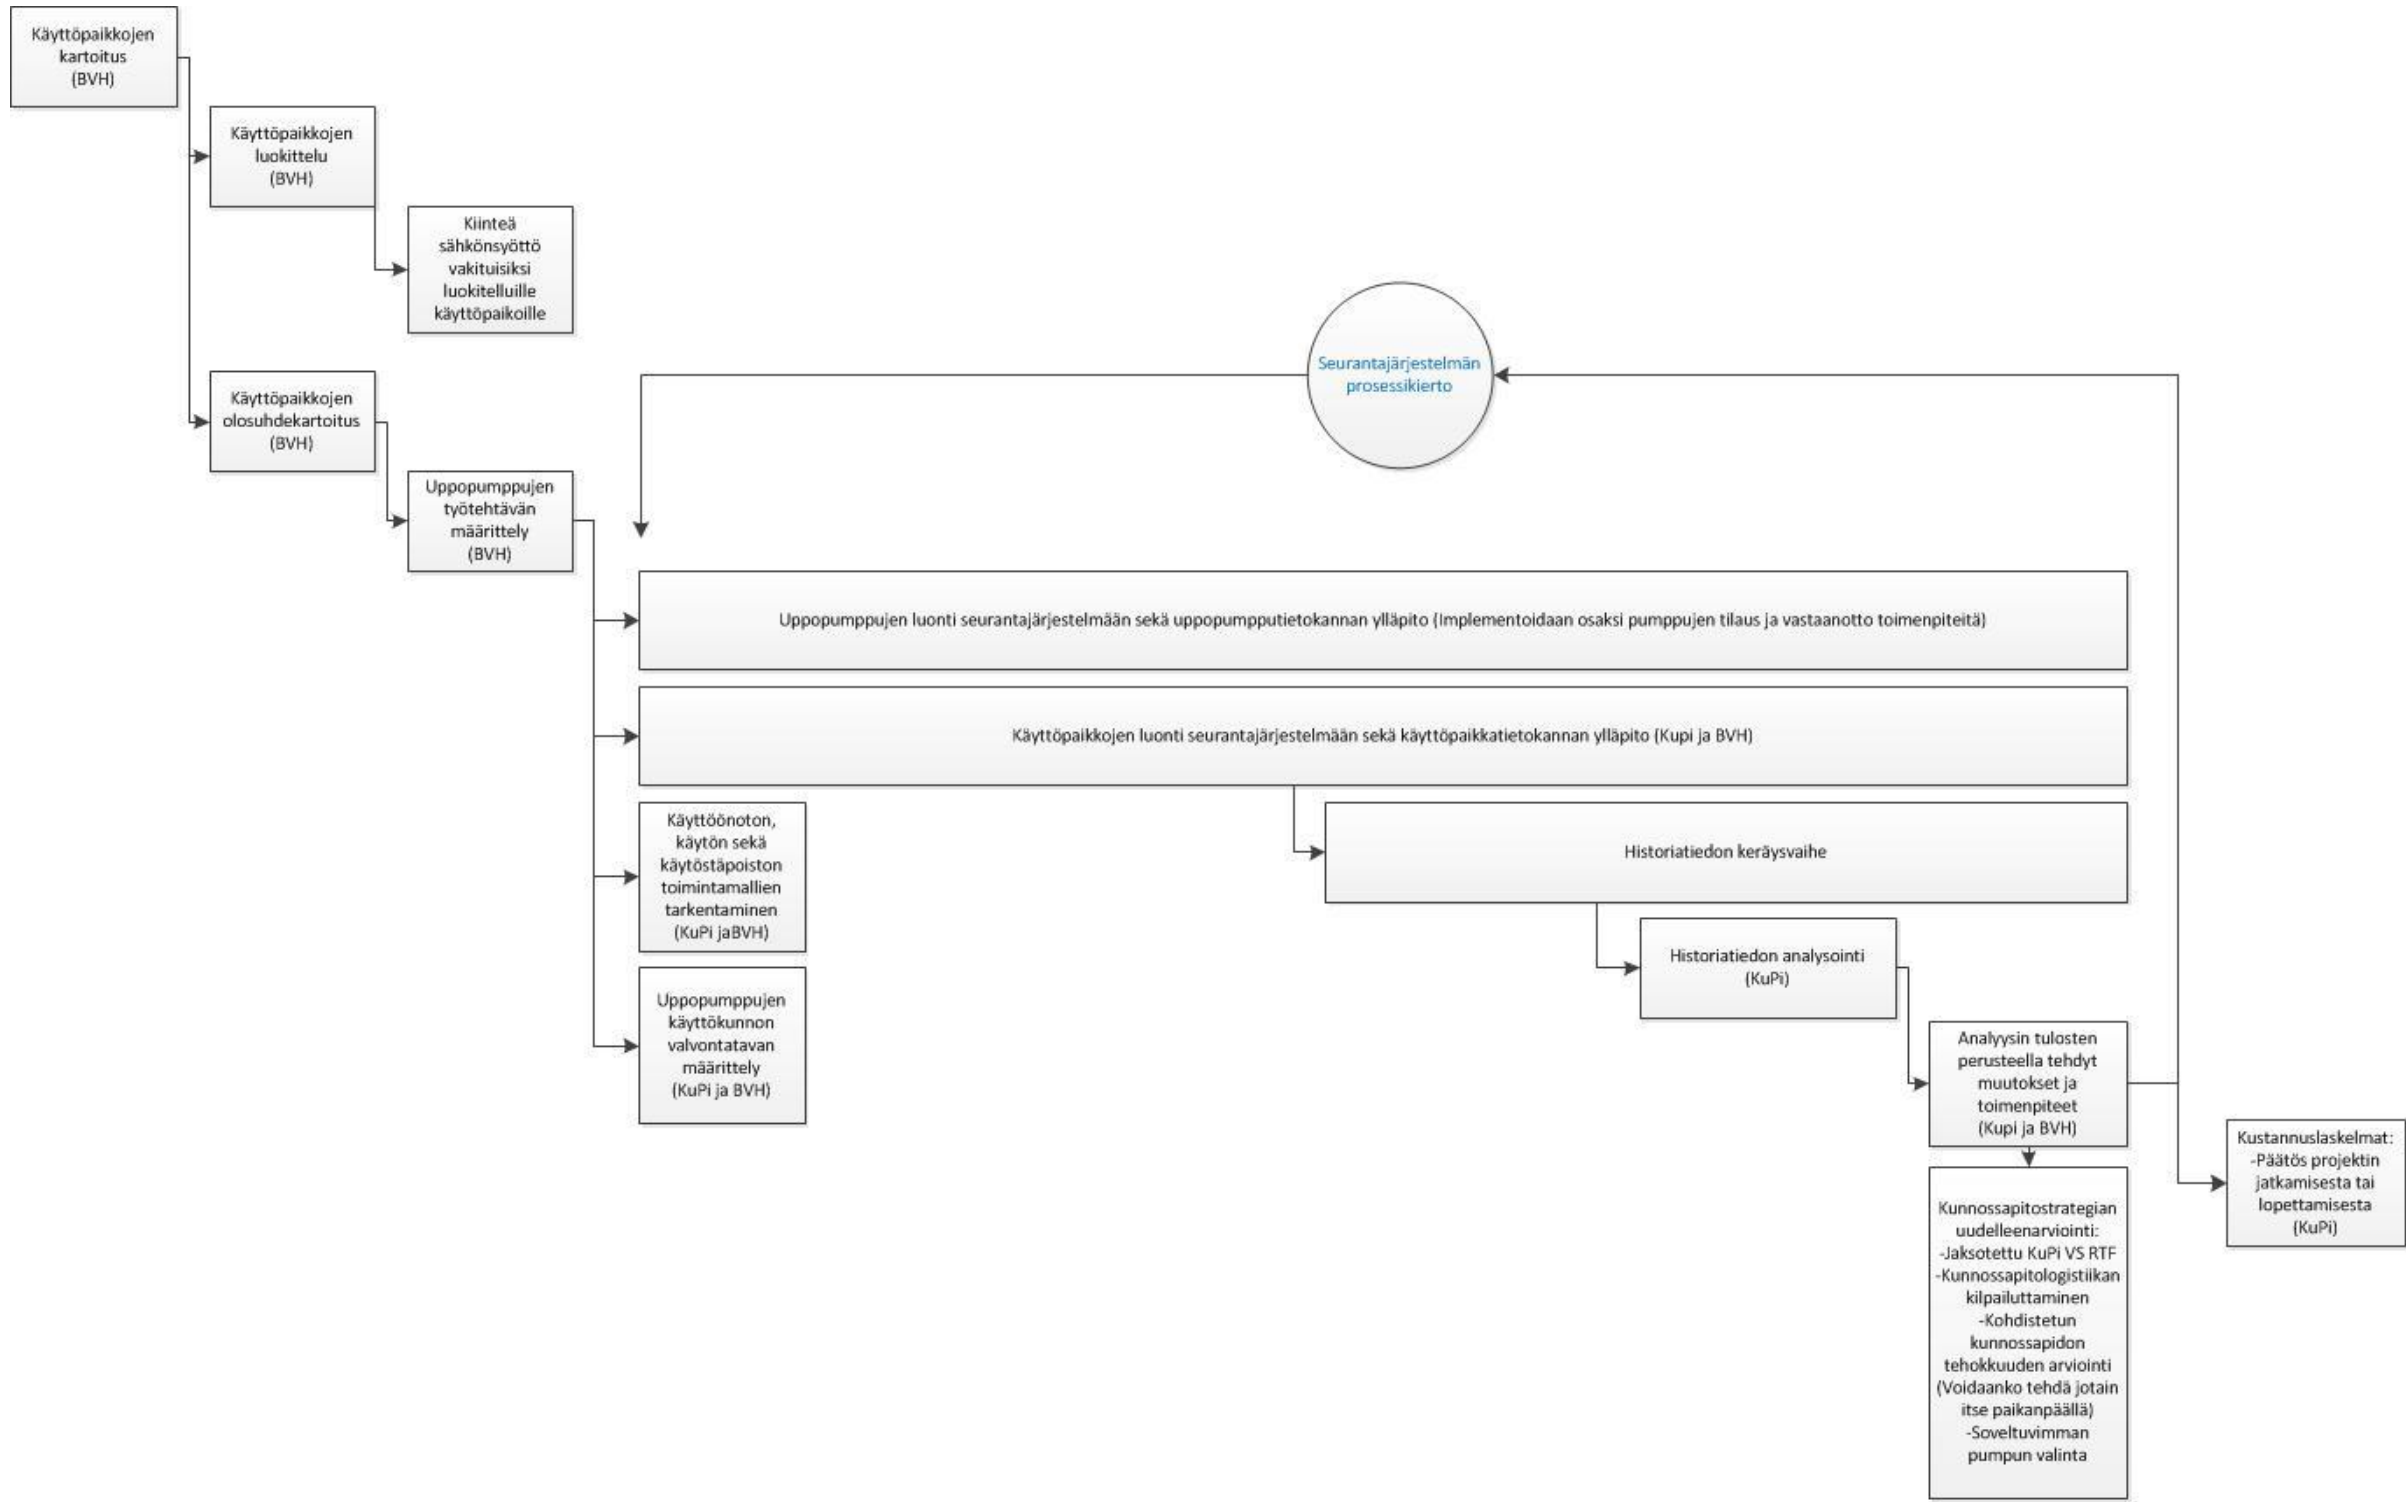 Käyttöpaikkojen
kartoitus
(BVH)
Käyttöpaikkojen
luokittelu
(BVH)
Kiinteä
sähkönsyöttö
vakituisiksi
luokitelluille
käyttöpaikoille
Seurantajärjestelmän
prosessikierto
Käyttöpaikkojen
olosuhdekartoitus
(BVH)
Uppopumppujen
työtehtävän
määrittely
(BVH)
Uppopumppujen luonti seurantajärjestelmään sekä uppopumpputietokannan ylläpito (Implementoidaan osaksi pumppujen tilaus ja vastaanotto toimenpiteitä)
Käyttöpaikkojen luonti seurantajärjestelmään sekä käyttöpaikkatietokannan ylläpito (Kupi ja BVH)
Käyttöönoton,
käytön sekä
käytöstäpoiston
toimintamallien
tarkentaminen
(KuPi jaBVH)
Historiatiedon keräysvaihe
Historiatiedon analysointi
(KuPi)
Uppopumppujen
käyttökunnon
valvontatavan
määrittely
(KuPi ja BVH)
Analyysin tulosten
perusteella tehdyt
muutokset ja
toimenpiteet
(Kupi ja BVH)
Kustannuslaskelmat:
-Päätös projektin
jatkamisesta tai
lopettamisesta
(KuPi)
Kunnossapitostrategian
uudelleenarviointi:
-Jaksotettu KuPi VS RTF
-Kunnossapitologistiikan
kilpailuttaminen
-Kohdistetun
kunnossapidon
tehokkuuden arviointi
(Voidaanko tehdä jotain
itse paikanpäällä)
-Soveltuvimman
pumpun valinta